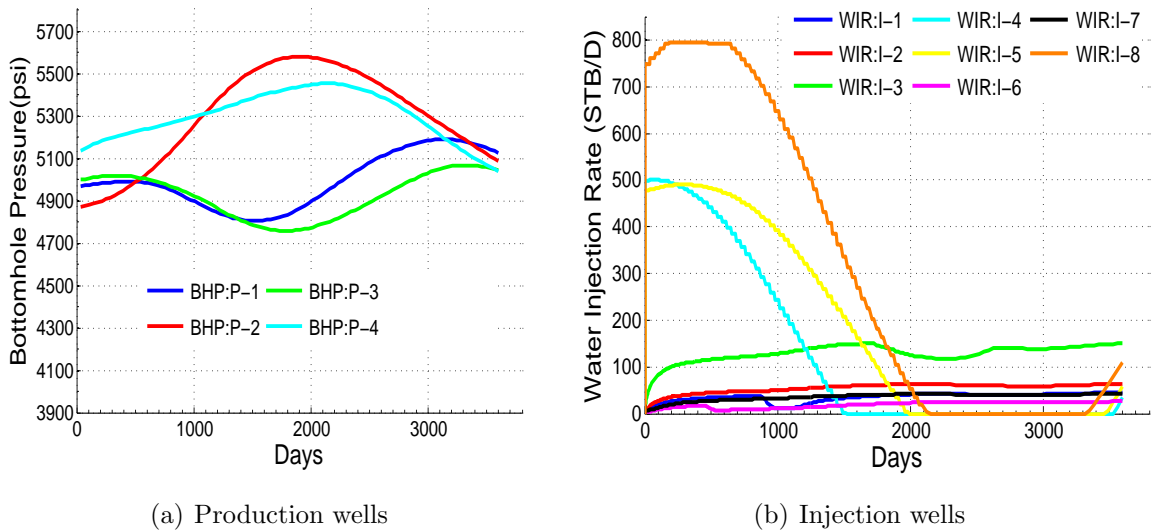 5700
5500
5300
5100
4900
4700
4500
4300
4100
3900
0 1000 2000 3000
Days
Bottomhole Pressure(psi)
BHP:P−1 BHP:P−3
BHP:P−2 BHP:P−4
(a) Production wells
WIR:I−1 WIR:I−4 WIR:I−7
WIR:I−2 WIR:I−5 WIR:I−8
WIR:I−3 WIR:I−6
800
700
600
500
400
300
200
100
0
0 1000 2000 3000
Days
Water Injection Rate (STB/D)
(b) Injection wells